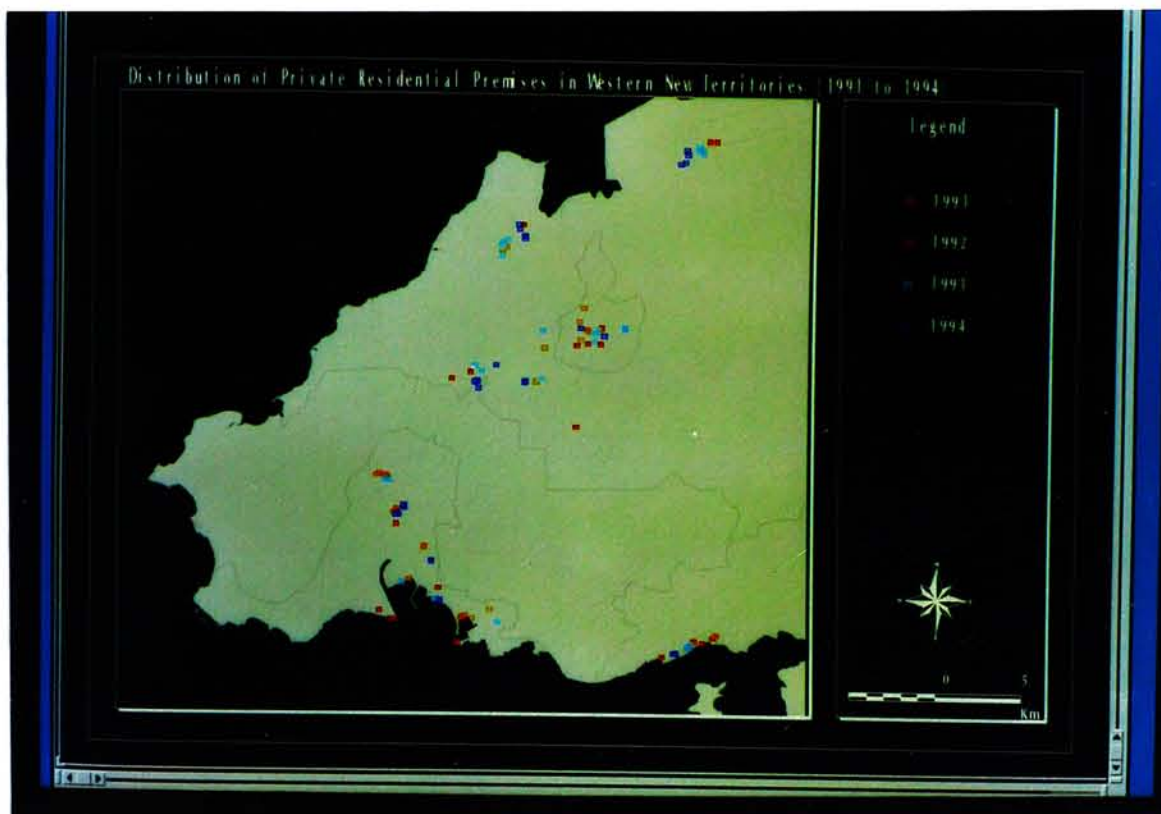 Distribution of Private Residential Premises in Western New Territories (1991 to 1994
Legend
1991
1992
1993
1994
0 5
Km